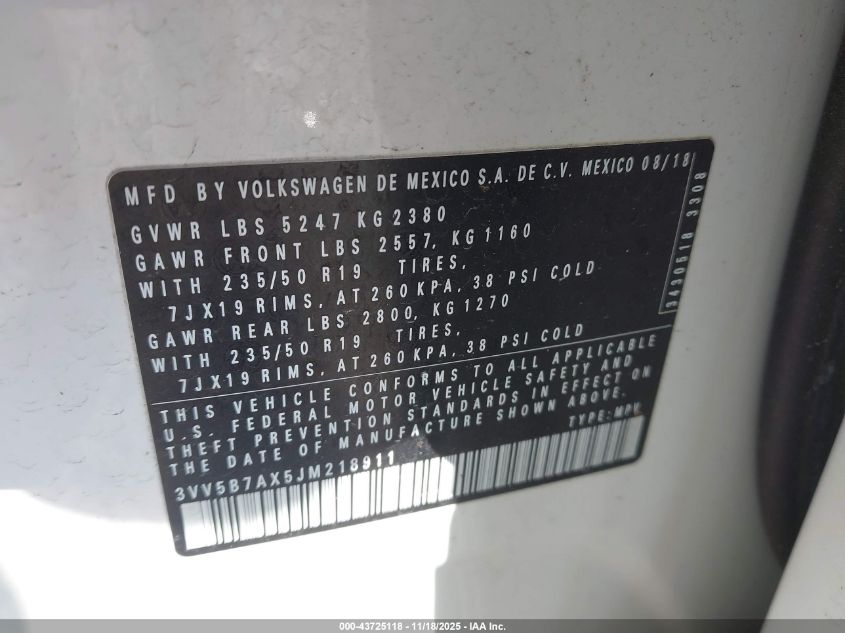 MFD BY VOLKSWAGEN DE MEXICO S.A. DE C.V. MEXICO 08/18
GVWR LBS 5247 KG 2380
GAWR FRONT LBS 2557, KG 1160
WITH 235/50 R19 TIRES,
7JX19 RIMS, AT 260 KPA, 38 PSI COLD
GAWR REAR LBS 2800, KG 1270
WITH 235/50 R19 TIRES,
7JX19 RIMS, AT 260 KPA, 38 PSI COLD
THIS VEHICLE CONFORMS TO ALL APPLICABLE
U.S. FEDERAL MOTOR VEHICLE SAFETY AND
THEFT PREVENTION STANDARDS IN EFFECT ON
THE DATE OF MANUFACTURE SHOWN ABOVE.
3VV5B7AX5JM218911 TYPE: MPV
3430518 3308
000-43725118 - 11/18/2025 - IAA Inc.